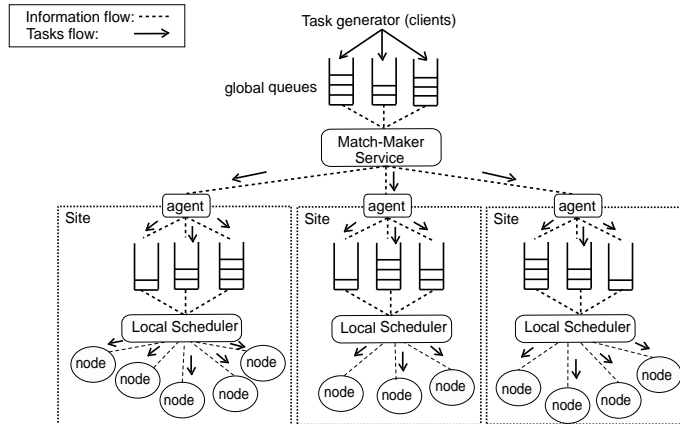 Information flow:
Tasks flow:
Task generator (clients)
global queues
Match-Maker
Service
agent
agent
agent
Site
Site
Site
Local Scheduler
Local Scheduler
Local Scheduler
node
node
node
node
node
node
node
node
node
node
node
node